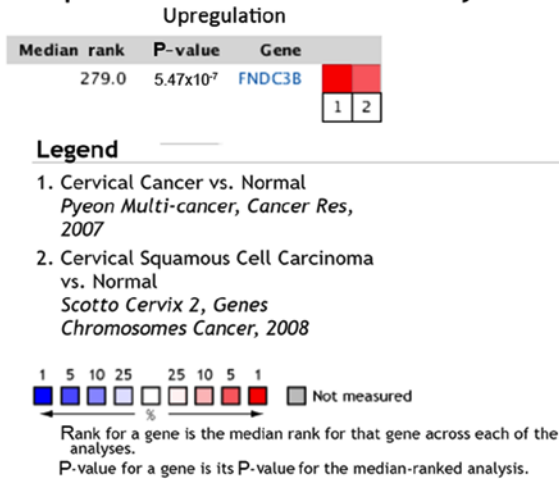 Upregulation
Median rank P-value Gene
279.0 5.47x10⁻⁷ FNDC3B
1 2
Legend
1. Cervical Cancer vs. Normal
Pyeon Multi-cancer, Cancer Res,
2007
2. Cervical Squamous Cell Carcinoma
vs. Normal
Scotto Cervix 2, Genes
Chromosomes Cancer, 2008
1 5 10 25 25 10 5 1
Not measured
%
Rank for a gene is the median rank for that gene across each of the
analyses.
P-value for a gene is its P-value for the median-ranked analysis.